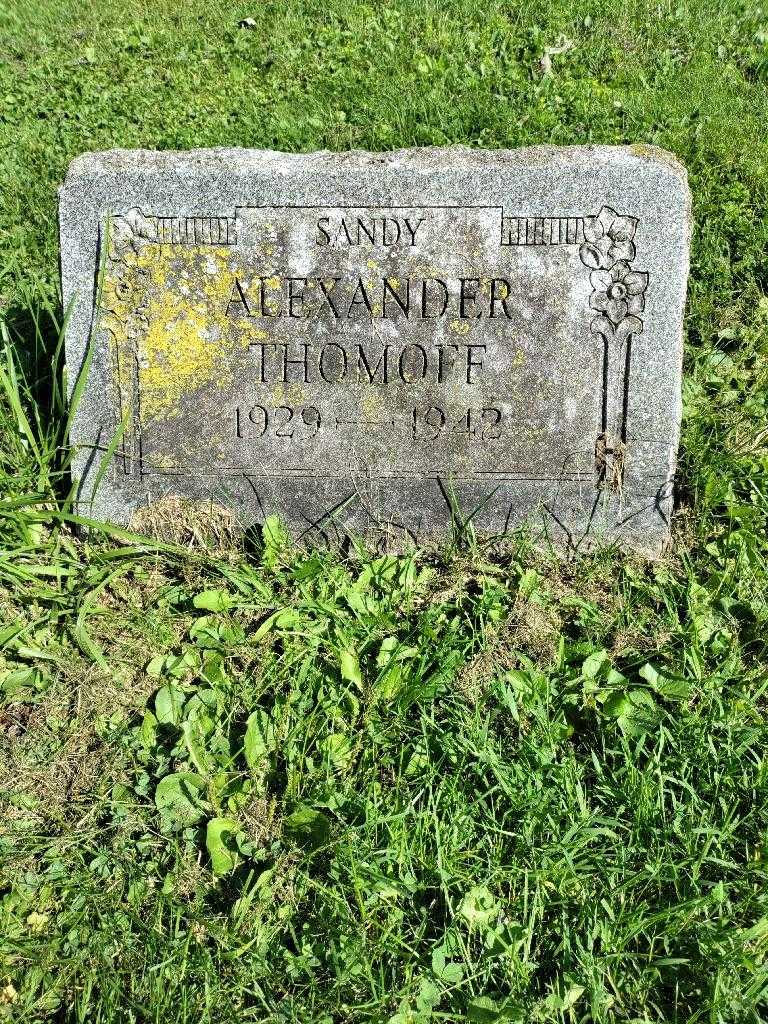 SANDY
ALEXANDER
THOMOFF
1929 — 1942